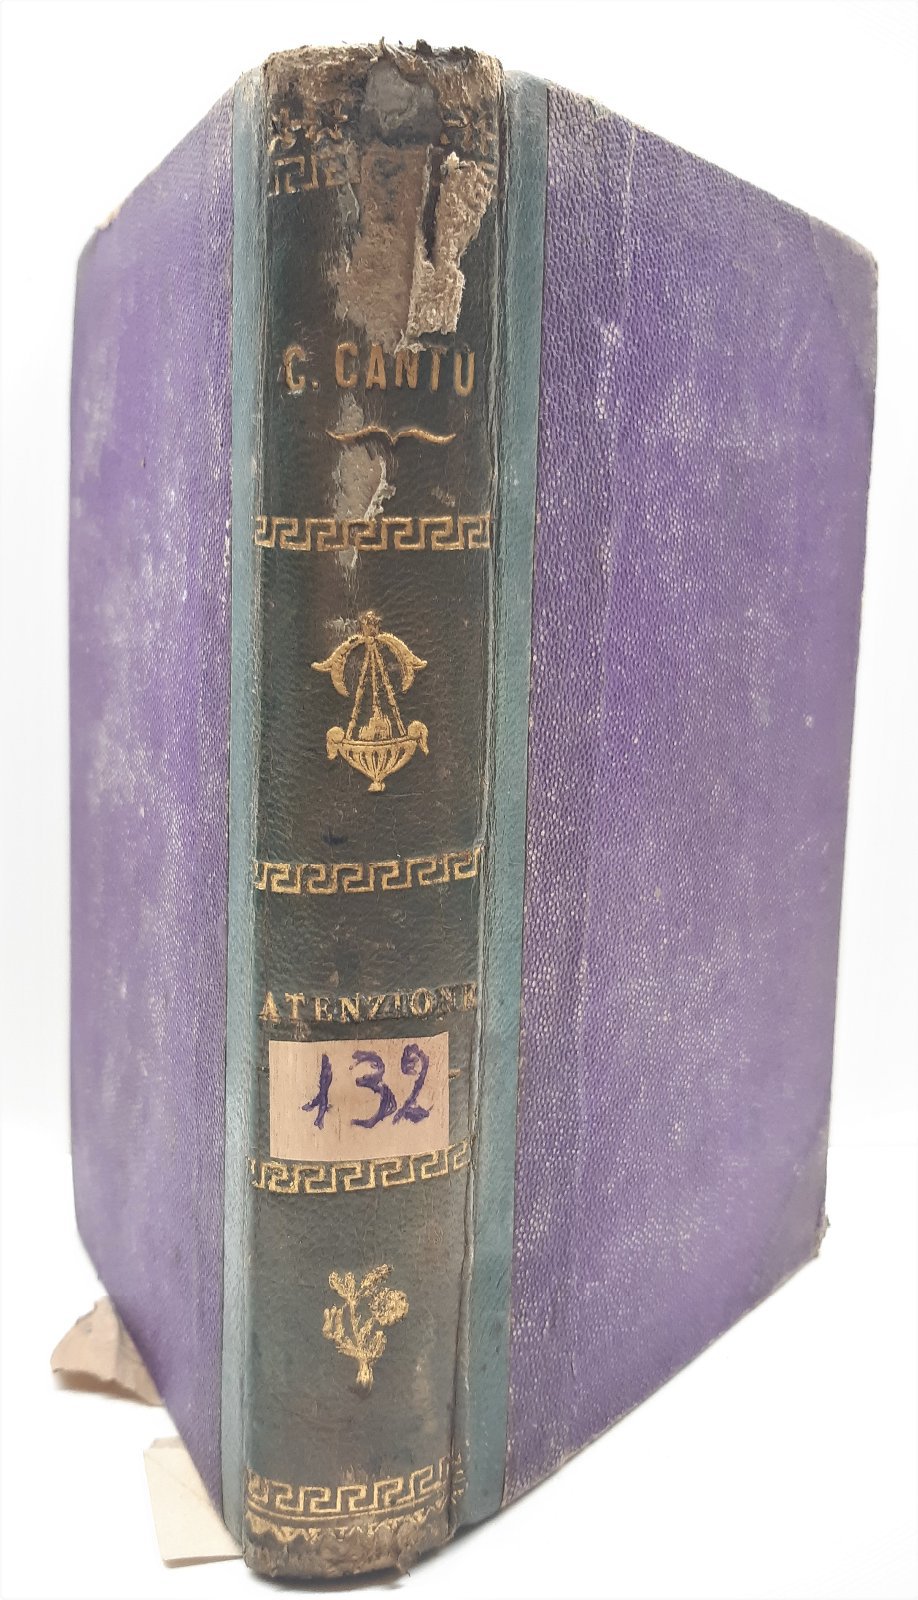 C. CANTU
ATENZIONE
132